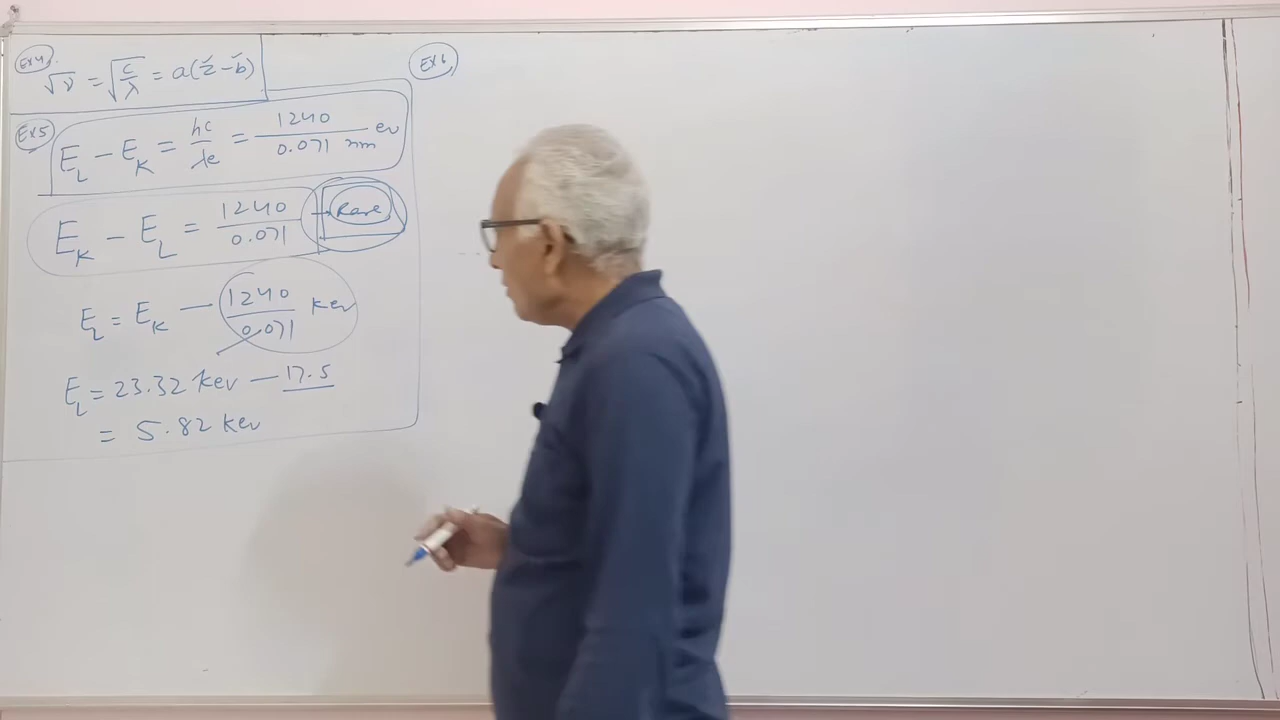 Ex4.
√ν = √c/λ = a(z - b)
Ex5
E_L - E_K = hc/λe = 1240/0.071 nm ev
E_K - E_L = 1240/0.071 → Rare
E_L = E_K - 1240/0.071 Kev
E_L = 23.32 Kev - 17.5
= 5.82 Kev
Ex6